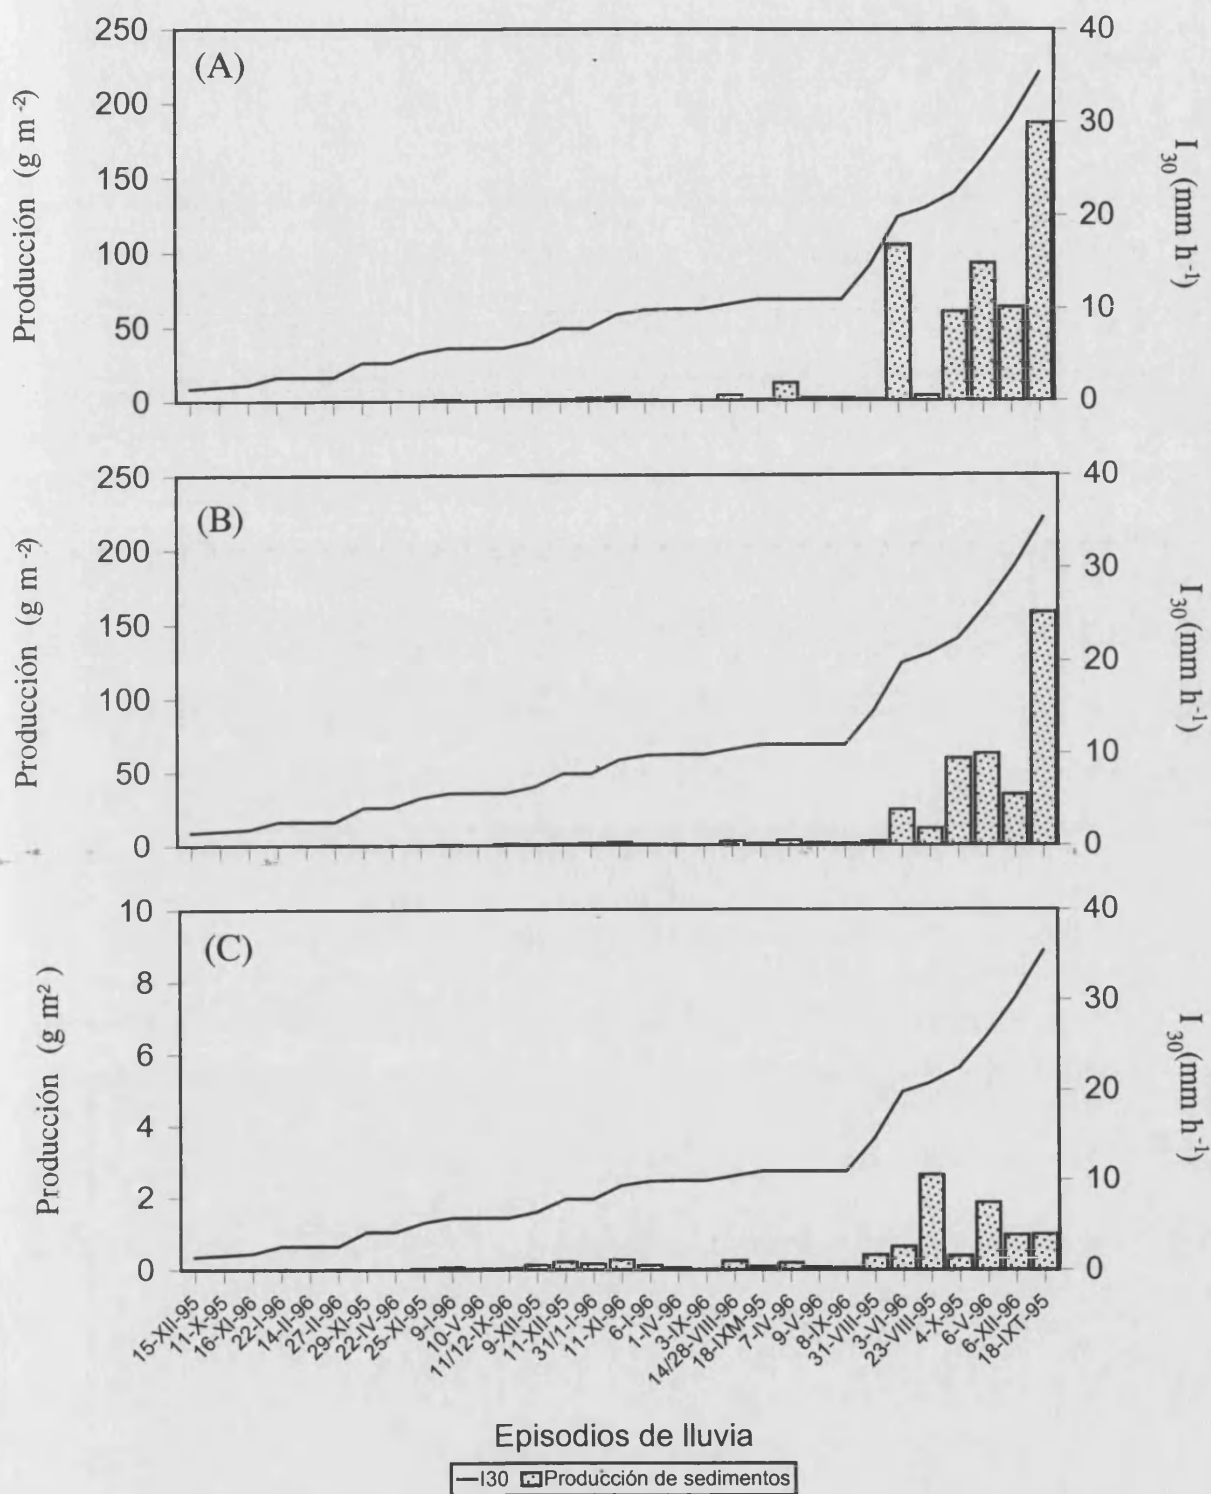 (A)
Producción (g m⁻²)
250
200
150
100
50
0
40
30
20
10
0
I₃₀(mm h⁻¹)
(B)
Producción (g m⁻²)
250
200
150
100
50
0
40
30
20
10
0
I₃₀(mm h⁻¹)
(C)
Producción (g m²)
10
8
6
4
2
0
40
30
20
10
0
I₃₀(mm h⁻¹)
15-XII-95
11-X-95
16-XI-96
22-I-96
14-II-96
27-II-96
29-XI-95
22-IV-96
25-XI-95
9-I-96
10-V-96
11/12-IX-96
9-XII-95
11-XII-95
31/1-I-96
11-XI-96
6-I-96
1-IV-96
3-IX-96
14/28-VIII-96
18-IXM-95
7-IV-96
9-V-96
8-IX-96
31-VIII-95
3-VI-96
23-VIII-95
4-X-95
6-V-96
6-XII-96
18-IXT-95
Episodios de lluvia
I30 Producción de sedimentos